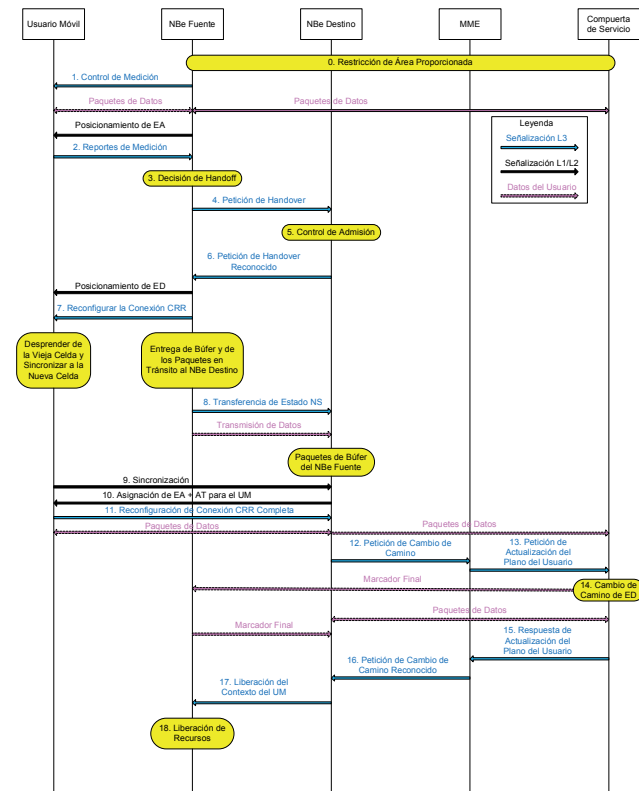 Usuario Móvil
NBe Fuente
NBe Destino
MME
Compuerta
de Servicio
0. Restricción de Área Proporcionada
1. Control de Medición
Paquetes de Datos
Paquetes de Datos
Posicionamiento de EA
2. Reportes de Medición
Leyenda
Señalización L3
Señalización L1/L2
Datos del Usuario
3. Decisión de Handoff
4. Petición de Handover
5. Control de Admisión
6. Petición de Handover
Reconocido
Posicionamiento de ED
7. Reconfigurar la Conexión CRR
Desprender de
la Vieja Celda y
Sincronizar a la
Nueva Celda
Entrega de Búfer y de
los Paquetes en
Tránsito al NBe Destino
8. Transferencia de Estado NS
Transmisión de Datos
Paquetes de Búfer
del NBe Fuente
9. Sincronización
10. Asignación de EA + AT para el UM
11. Reconfiguración de Conexión CRR Completa
Paquetes de Datos
Paquetes de Datos
12. Petición de Cambio de
Camino
13. Petición de
Actualización del
Plano del Usuario
Marcador Final
14. Cambio de
Camino de ED
Paquetes de Datos
Marcador Final
15. Respuesta de
Actualización del
Plano del Usuario
16. Petición de Cambio de
Camino Reconocido
17. Liberación del
Contexto del UM
18. Liberación de
Recursos